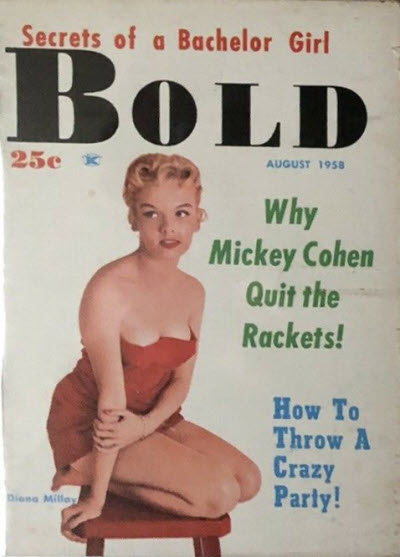 Secrets of a Bachelor Girl
BOLD
25c K
AUGUST 1958
Why
Mickey Cohen
Quit the
Rackets!
How To
Throw A
Crazy
Party!
Diana Millay